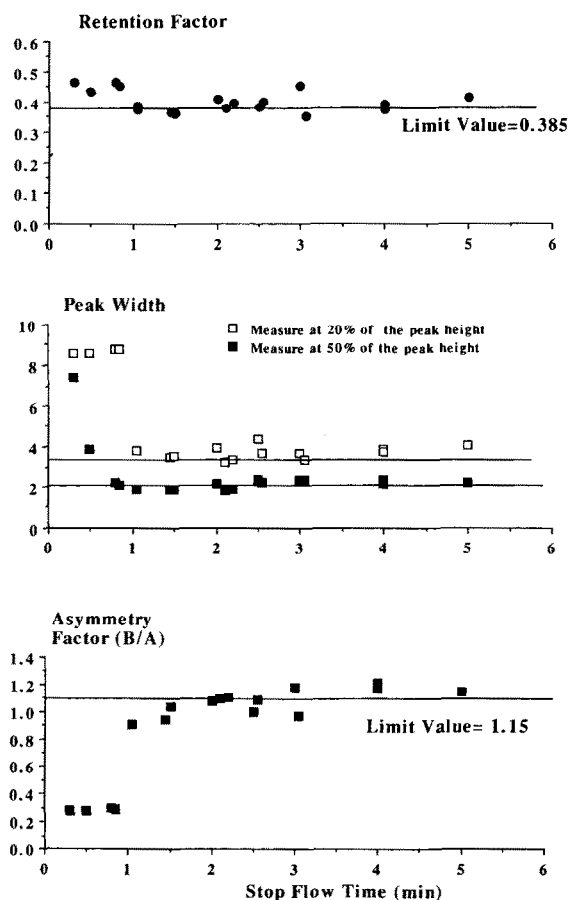 Retention Factor
0.6
0.5
0.4
0.3
0.2
0.1
0.0
Limit Value=0.385
0 1 2 3 4 5 6
Peak Width
10
8
6
4
2
0
□ Measure at 20% of the peak height
■ Measure at 50% of the peak height
0 1 2 3 4 5 6
Asymmetry
Factor (B/A)
1.4
1.2
1.0
0.8
0.6
0.4
0.2
0.0
Limit Value= 1.15
0 1 2 3 4 5 6
Stop Flow Time (min)